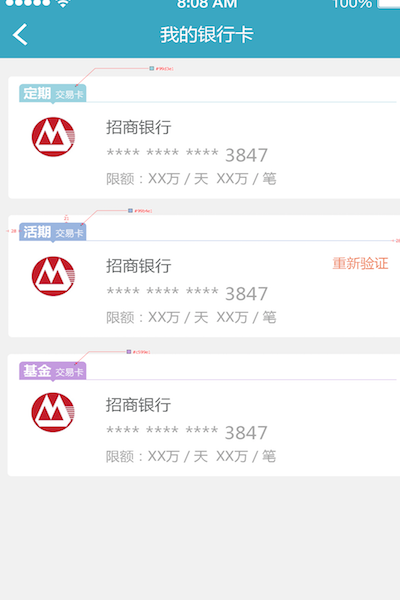 8:08 AM
100%
我的银行卡
定期 交易卡
招商银行
**** **** **** 3847
限额：XX万 / 天 XX万 / 笔
活期 交易卡
招商银行
重新验证
**** **** **** 3847
限额：XX万 / 天 XX万 / 笔
基金 交易卡
招商银行
**** **** **** 3847
限额：XX万 / 天 XX万 / 笔